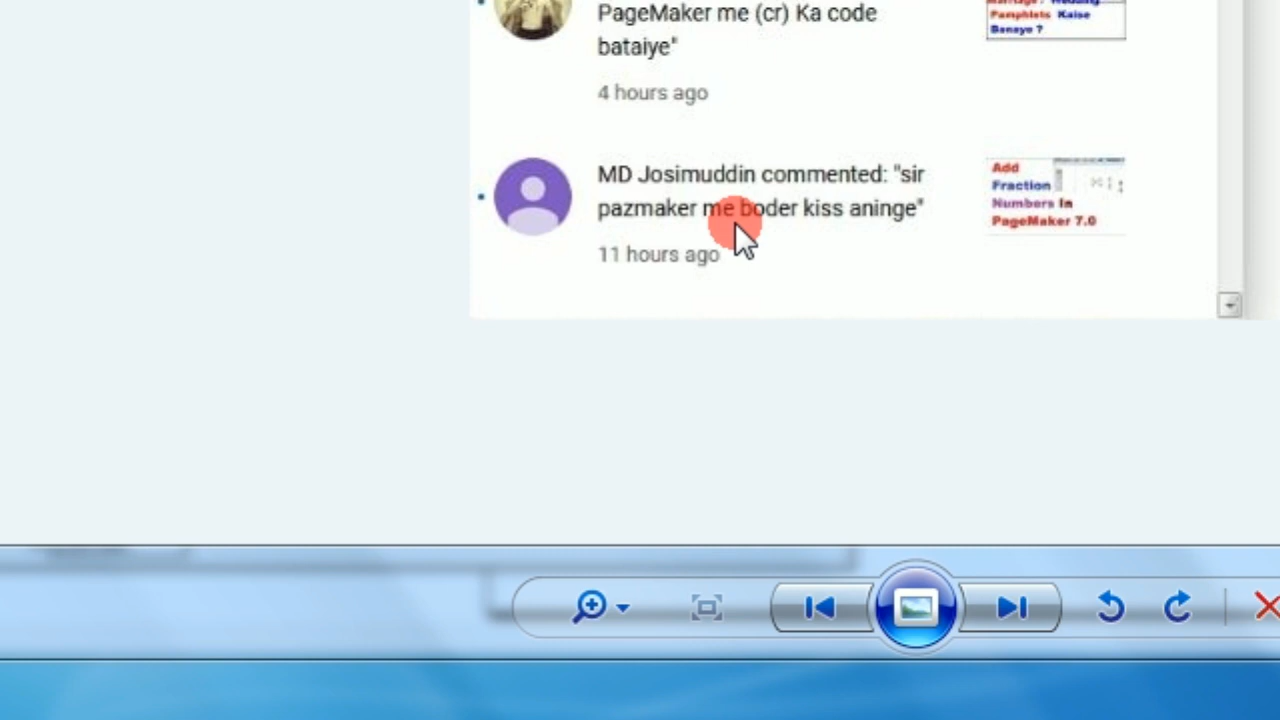 PageMaker me (cr) Ka code
bataiye"
4 hours ago
Pamphlets Kaise
Banaye ?
MD Josimuddin commented: "sir
pazmaker me boder kiss aninge"
11 hours ago
Add
Fraction
Numbers In
PageMaker 7.0